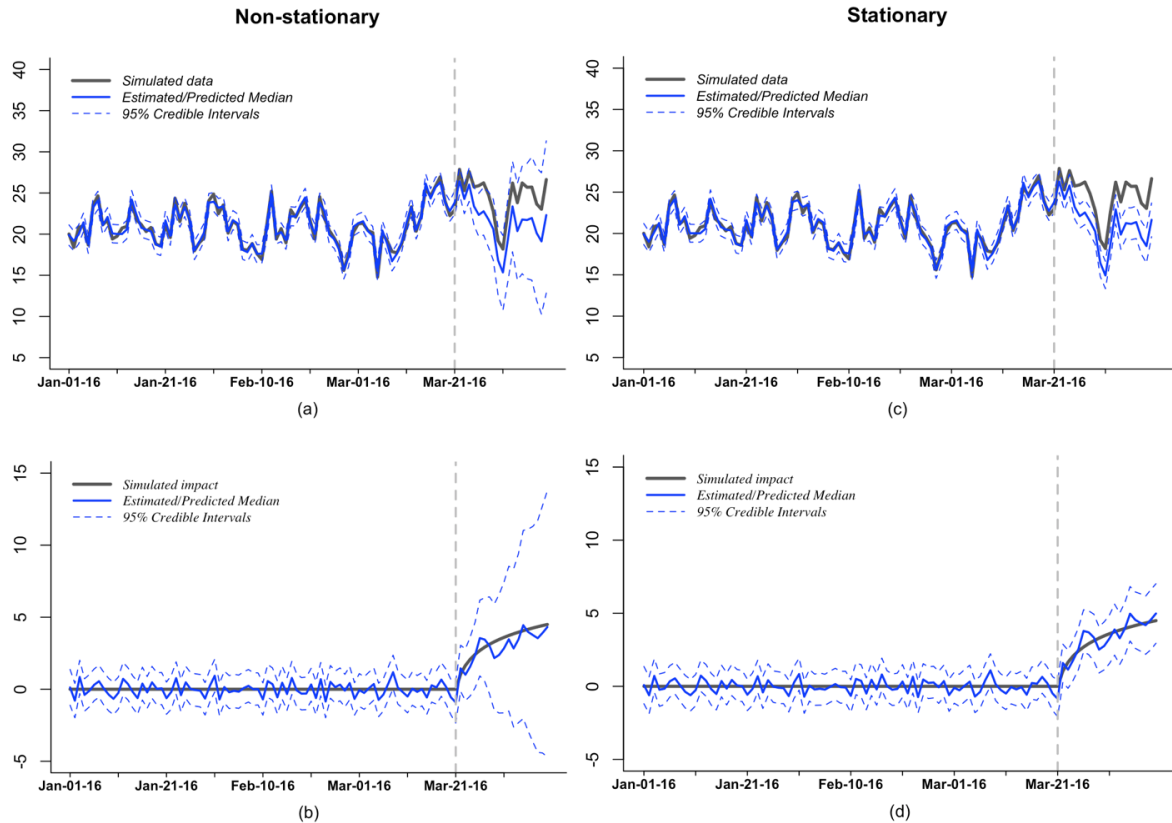 Non-stationary
Stationary
40
35
30
25
20
15
10
5
Simulated data
Estimated/Predicted Median
95% Credible Intervals
Jan-01-16 Jan-21-16 Feb-10-16 Mar-01-16 Mar-21-16
(a)
40
35
30
25
20
15
10
5
Simulated data
Estimated/Predicted Median
95% Credible Intervals
Jan-01-16 Jan-21-16 Feb-10-16 Mar-01-16 Mar-21-16
(c)
15
10
5
0
-5
Simulated impact
Estimated/Predicted Median
95% Credible Intervals
Jan-01-16 Jan-21-16 Feb-10-16 Mar-01-16 Mar-21-16
(b)
15
10
5
0
-5
Simulated impact
Estimated/Predicted Median
95% Credible Intervals
Jan-01-16 Jan-21-16 Feb-10-16 Mar-01-16 Mar-21-16
(d)